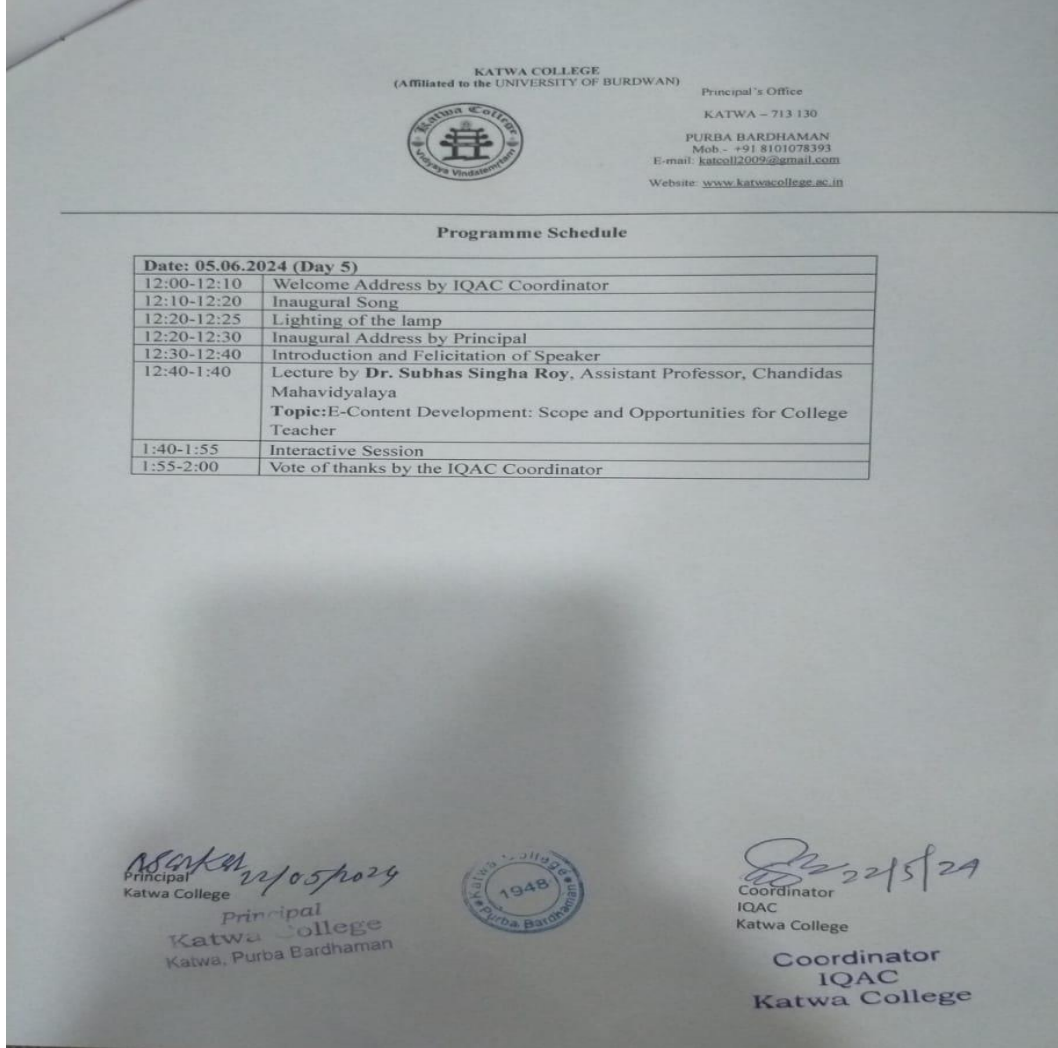 KATWA COLLEGE
(Affiliated to the UNIVERSITY OF BURDWAN)
Principal's Office
KATWA – 713 130
PURBA BARDHAMAN
Mob.- +91 8101078393
E-mail: katcoll2009@gmail.com
Website: www.katwacollege.ac.in
Katwa College
Vidyaya Vindatemrtam
Programme Schedule
Date: 05.06.2024 (Day 5)
12:00-12:10 Welcome Address by IQAC Coordinator
12:10-12:20 Inaugural Song
12:20-12:25 Lighting of the lamp
12:20-12:30 Inaugural Address by Principal
12:30-12:40 Introduction and Felicitation of Speaker
12:40-1:40 Lecture by Dr. Subhas Singha Roy, Assistant Professor, Chandidas
Mahavidyalaya
Topic:E-Content Development: Scope and Opportunities for College
Teacher
1:40-1:55 Interactive Session
1:55-2:00 Vote of thanks by the IQAC Coordinator
22/05/2024
Principal
Katwa College
Principal
Katwa College
Katwa, Purba Bardhaman
Katwa College
1948
Purba Bardhaman
22/5/24
Coordinator
IQAC
Katwa College
Coordinator
IQAC
Katwa College